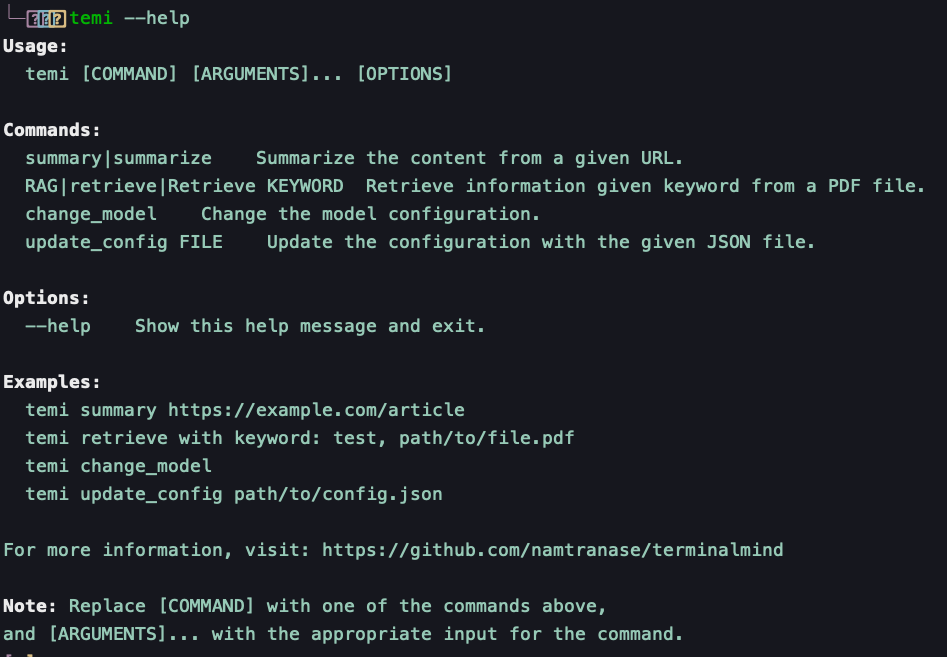 temi --help
Usage:
temi [COMMAND] [ARGUMENTS]... [OPTIONS]
Commands:
summary|summarize    Summarize the content from a given URL.
RAG|retrieve|Retrieve KEYWORD  Retrieve information given keyword from a PDF file.
change_model    Change the model configuration.
update_config FILE    Update the configuration with the given JSON file.
Options:
--help    Show this help message and exit.
Examples:
temi summary https://example.com/article
temi retrieve with keyword: test, path/to/file.pdf
temi change_model
temi update_config path/to/config.json
For more information, visit: https://github.com/namtranase/terminalmind
Note: Replace [COMMAND] with one of the commands above,
and [ARGUMENTS]... with the appropriate input for the command.